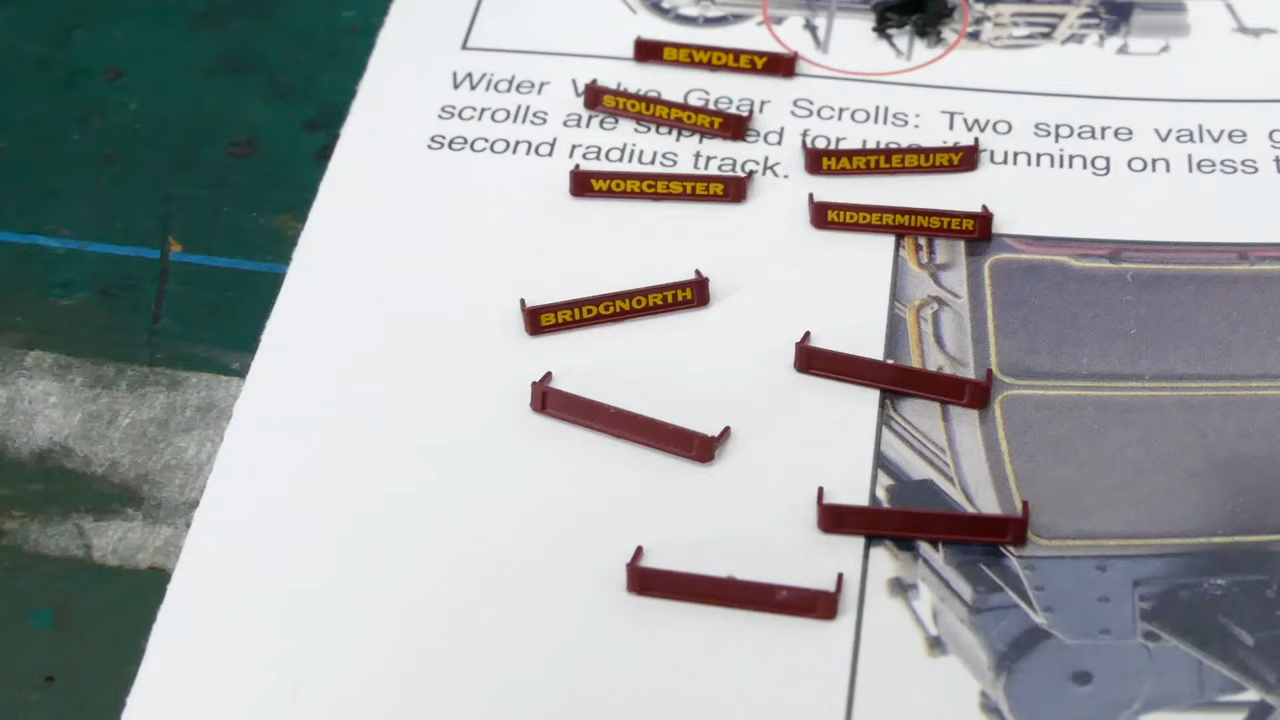 BEWDLEY
Wider Valve Gear Scrolls: Two spare valve
STOURPORT
scrolls are supplied for use if running on less
HARTLEBURY
second radius track.
WORCESTER
KIDDERMINSTER
BRIDGNORTH